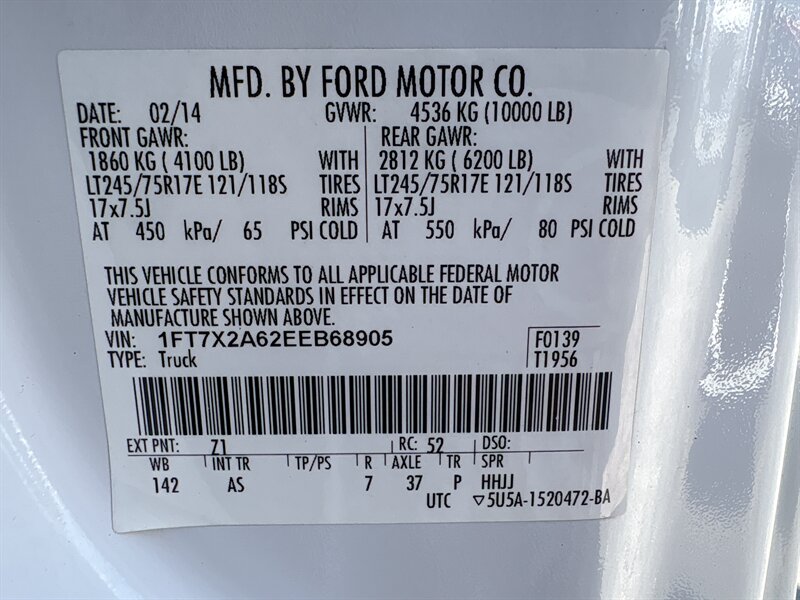 MFD. BY FORD MOTOR CO.
DATE: 02/14 GVWR: 4536 KG (10000 LB)
FRONT GAWR: REAR GAWR:
1860 KG ( 4100 LB) WITH 2812 KG ( 6200 LB) WITH
LT245/75R17E 121/118S TIRES LT245/75R17E 121/118S TIRES
17x7.5J RIMS 17x7.5J RIMS
AT 450 kPa/ 65 PSI COLD AT 550 kPa/ 80 PSI COLD
THIS VEHICLE CONFORMS TO ALL APPLICABLE FEDERAL MOTOR
VEHICLE SAFETY STANDARDS IN EFFECT ON THE DATE OF
MANUFACTURE SHOWN ABOVE.
VIN: 1FT7X2A62EEB68905 F0139
TYPE: Truck T1956
EXT PNT: Z1 RC: 52 DSO:
WB INT TR TP/PS R AXLE TR SPR
142 AS 7 37 P HHJJ
UTC ▽5U5A-1520472-BA